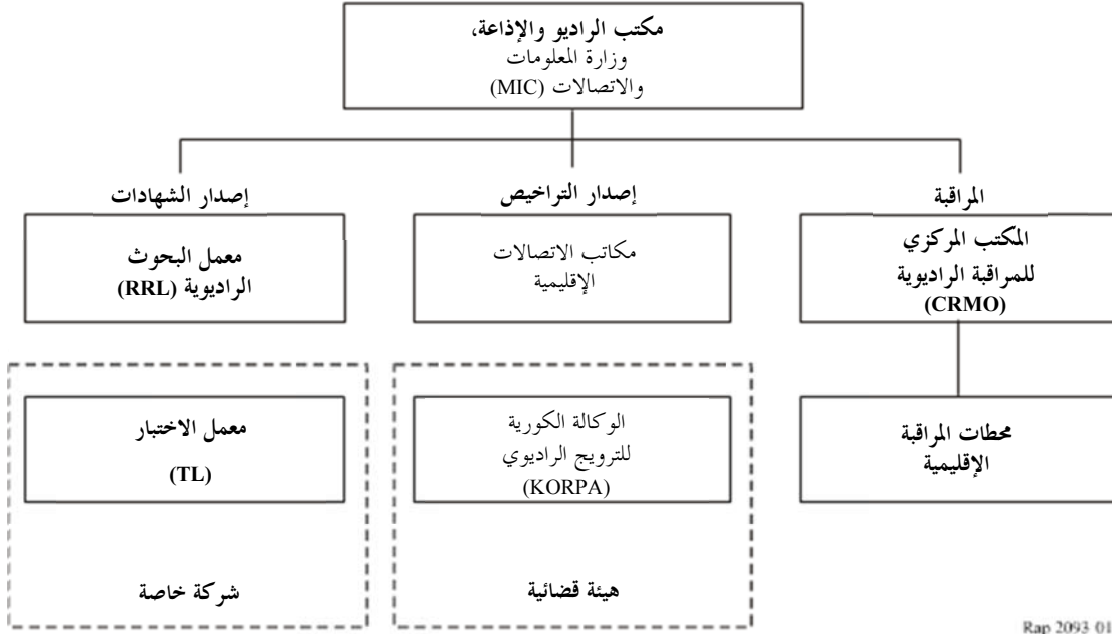 مكتب الراديو والإذاعة،
وزارة المعلومات
والاتصالات (MIC)
المراقبة
المكتب المركزي
للمراقبة الراديوية
(CRMO)
محطات المراقبة
الإقليمية
إصدار التراخيص
مكاتب الاتصالات
الإقليمية
الوكالة الكورية
للترويج الراديوي
(KORPA)
هيئة قضائية
إصدار الشهادات
معمل البحوث
الراديوية (RRL)
معمل الاختبار
(TL)
شركة خاصة
Rap 2093 01